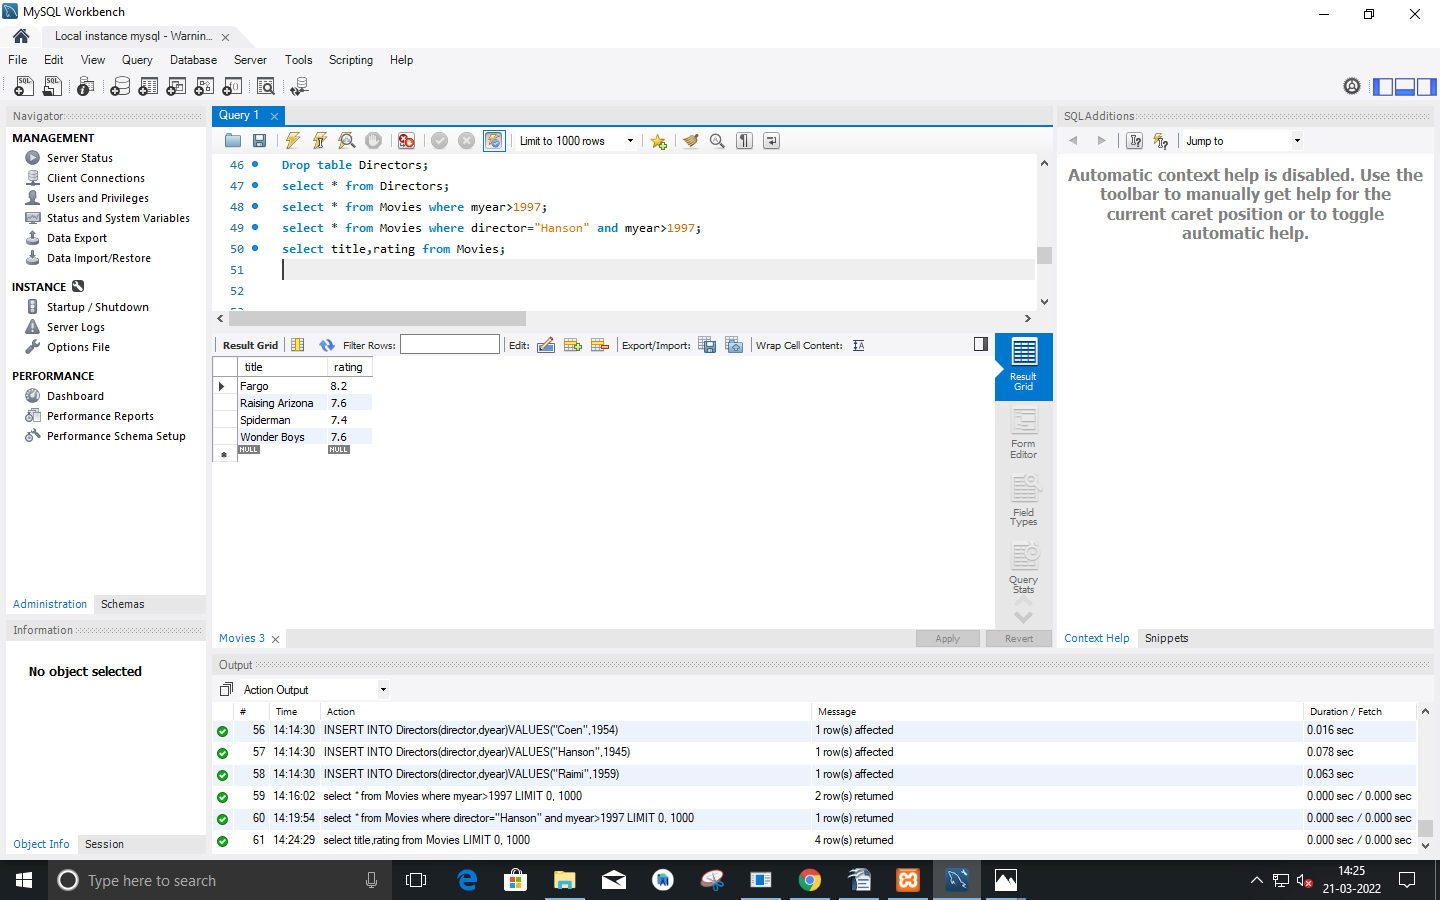 MySQL Workbench
Local instance mysql - Warnin...
File Edit View Query Database Server Tools Scripting Help
Navigator
MANAGEMENT
Server Status
Client Connections
Users and Privileges
Status and System Variables
Data Export
Data Import/Restore
INSTANCE
Startup / Shutdown
Server Logs
Options File
PERFORMANCE
Dashboard
Performance Reports
Performance Schema Setup
Administration Schemas
Information
No object selected
Object Info Session
Query 1
Limit to 1000 rows
46 Drop table Directors;
47 select * from Directors;
48 select * from Movies where myear>1997;
49 select * from Movies where director="Hanson" and myear>1997;
50 select title,rating from Movies;
51
52
Result Grid Filter Rows: Edit: Export/Import: Wrap Cell Content:
title rating
Fargo 8.2
Raising Arizona 7.6
Spiderman 7.4
Wonder Boys 7.6
NULL NULL
Result Grid
Form Editor
Field Types
Query Stats
Movies 3 Apply Revert
SQLAdditions
Jump to
Automatic context help is disabled. Use the
toolbar to manually get help for the
current caret position or to toggle
automatic help.
Context Help Snippets
Output
Action Output
# Time Action Message Duration / Fetch
56 14:14:30 INSERT INTO Directors(director,dyear)VALUES("Coen",1954) 1 row(s) affected 0.016 sec
57 14:14:30 INSERT INTO Directors(director,dyear)VALUES("Hanson",1945) 1 row(s) affected 0.078 sec
58 14:14:30 INSERT INTO Directors(director,dyear)VALUES("Raimi",1959) 1 row(s) affected 0.063 sec
59 14:16:02 select * from Movies where myear>1997 LIMIT 0, 1000 2 row(s) returned 0.000 sec / 0.000 sec
60 14:19:54 select * from Movies where director="Hanson" and myear>1997 LIMIT 0, 1000 1 row(s) returned 0.000 sec / 0.000 sec
61 14:24:29 select title,rating from Movies LIMIT 0, 1000 4 row(s) returned 0.000 sec / 0.000 sec
Type here to search
14:25
21-03-2022